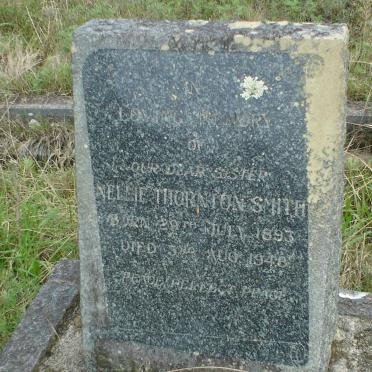 IN
LOVING MEMORY
OF
OUR DEAR SISTER
NELLIE THORNTON SMITH
BORN 29TH JULY 1893
DIED 3RD AUG. 1946
PEACE PERFECT PEACE